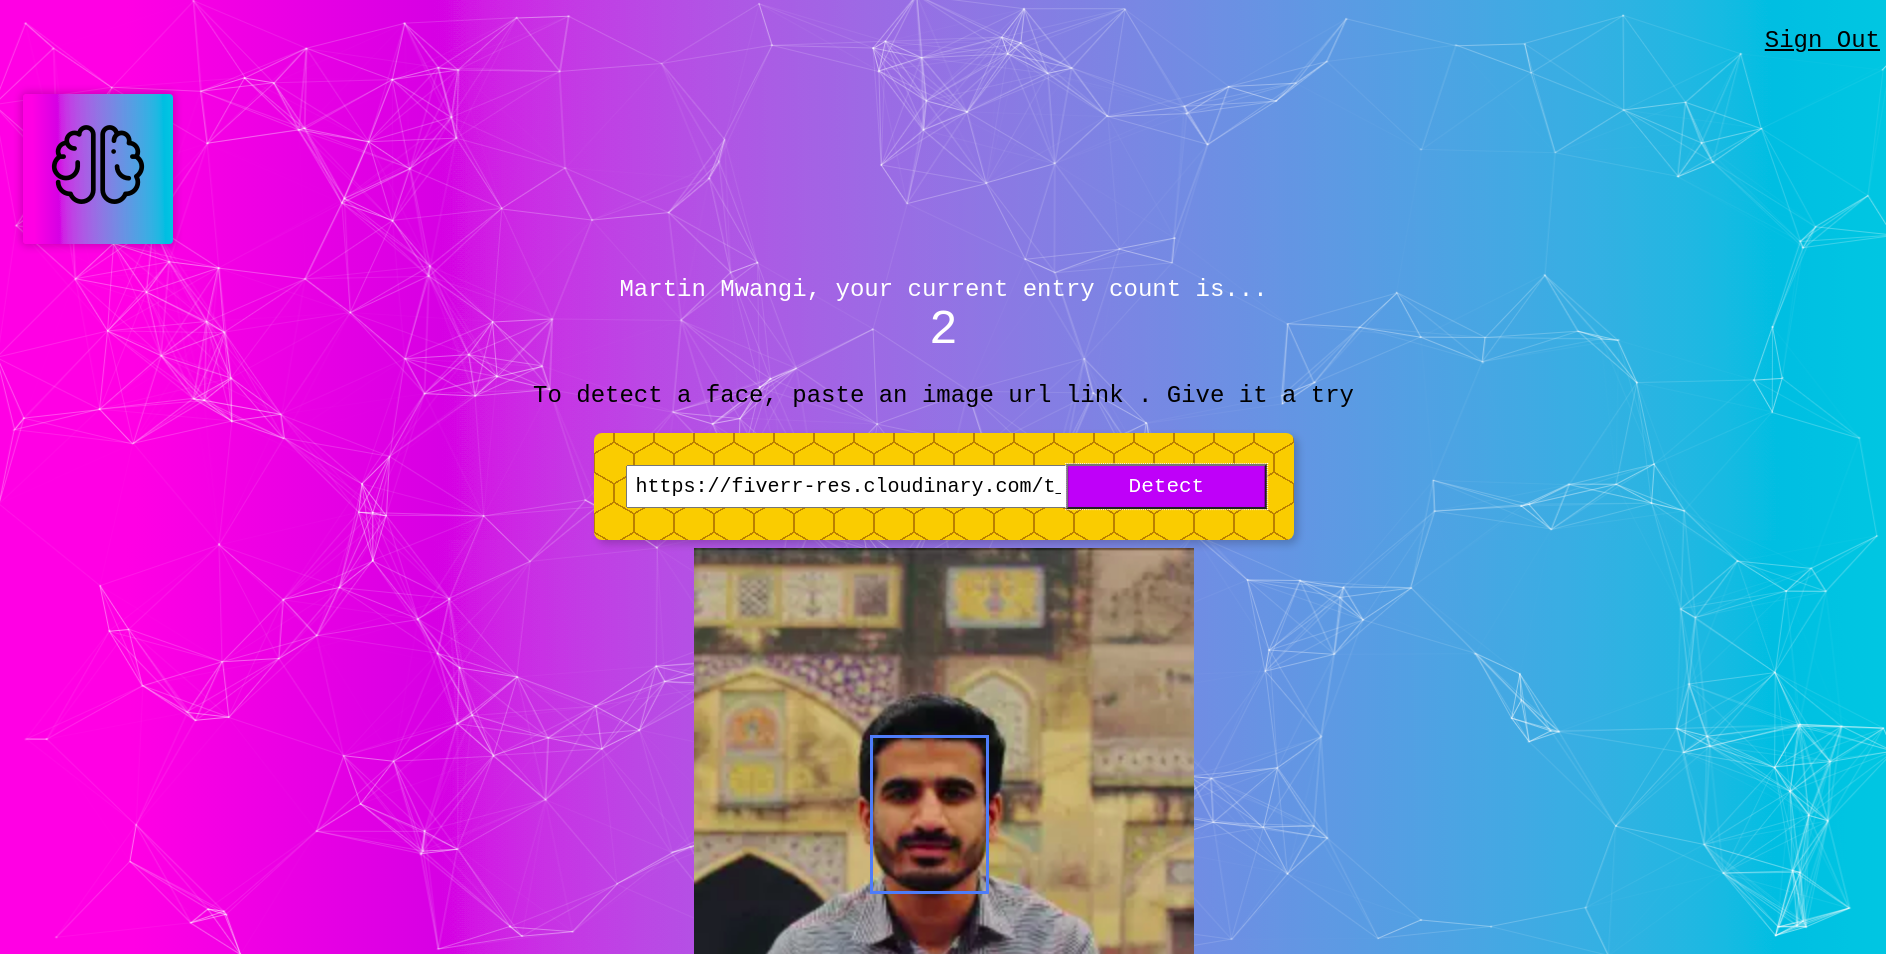 Sign Out
Martin Mwangi, your current entry count is...
2
To detect a face, paste an image url link . Give it a try
https://fiverr-res.cloudinary.com/t_
Detect